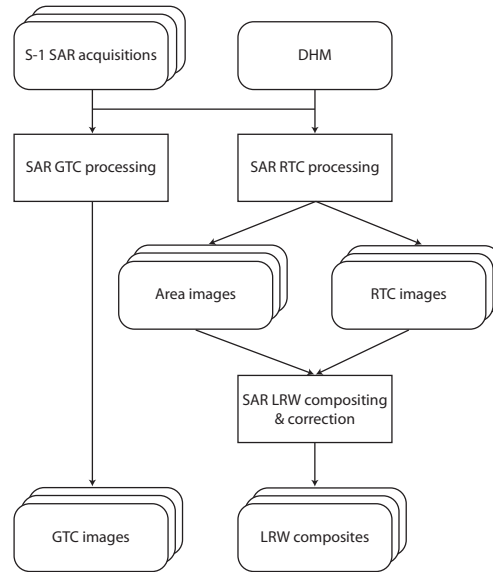 S-1 SAR acquisitions
DHM
SAR GTC processing
SAR RTC processing
Area images
RTC images
SAR LRW compositing
& correction
GTC images
LRW composites